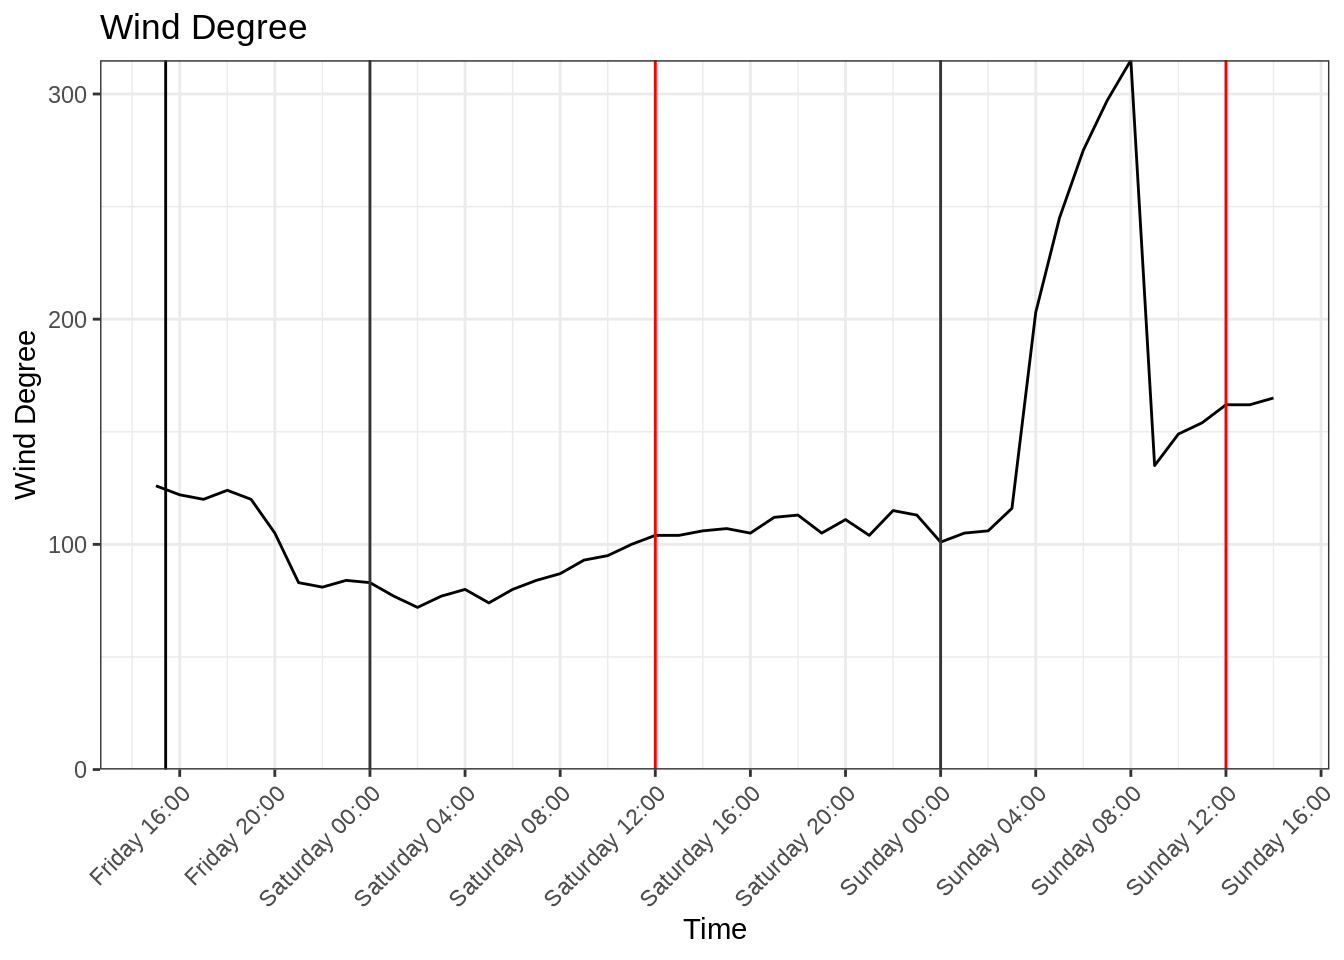 Wind Degree
Wind Degree
300
200
100
0
Friday 16:00
Friday 20:00
Saturday 00:00
Saturday 04:00
Saturday 08:00
Saturday 12:00
Saturday 16:00
Saturday 20:00
Sunday 00:00
Sunday 04:00
Sunday 08:00
Sunday 12:00
Sunday 16:00
Time